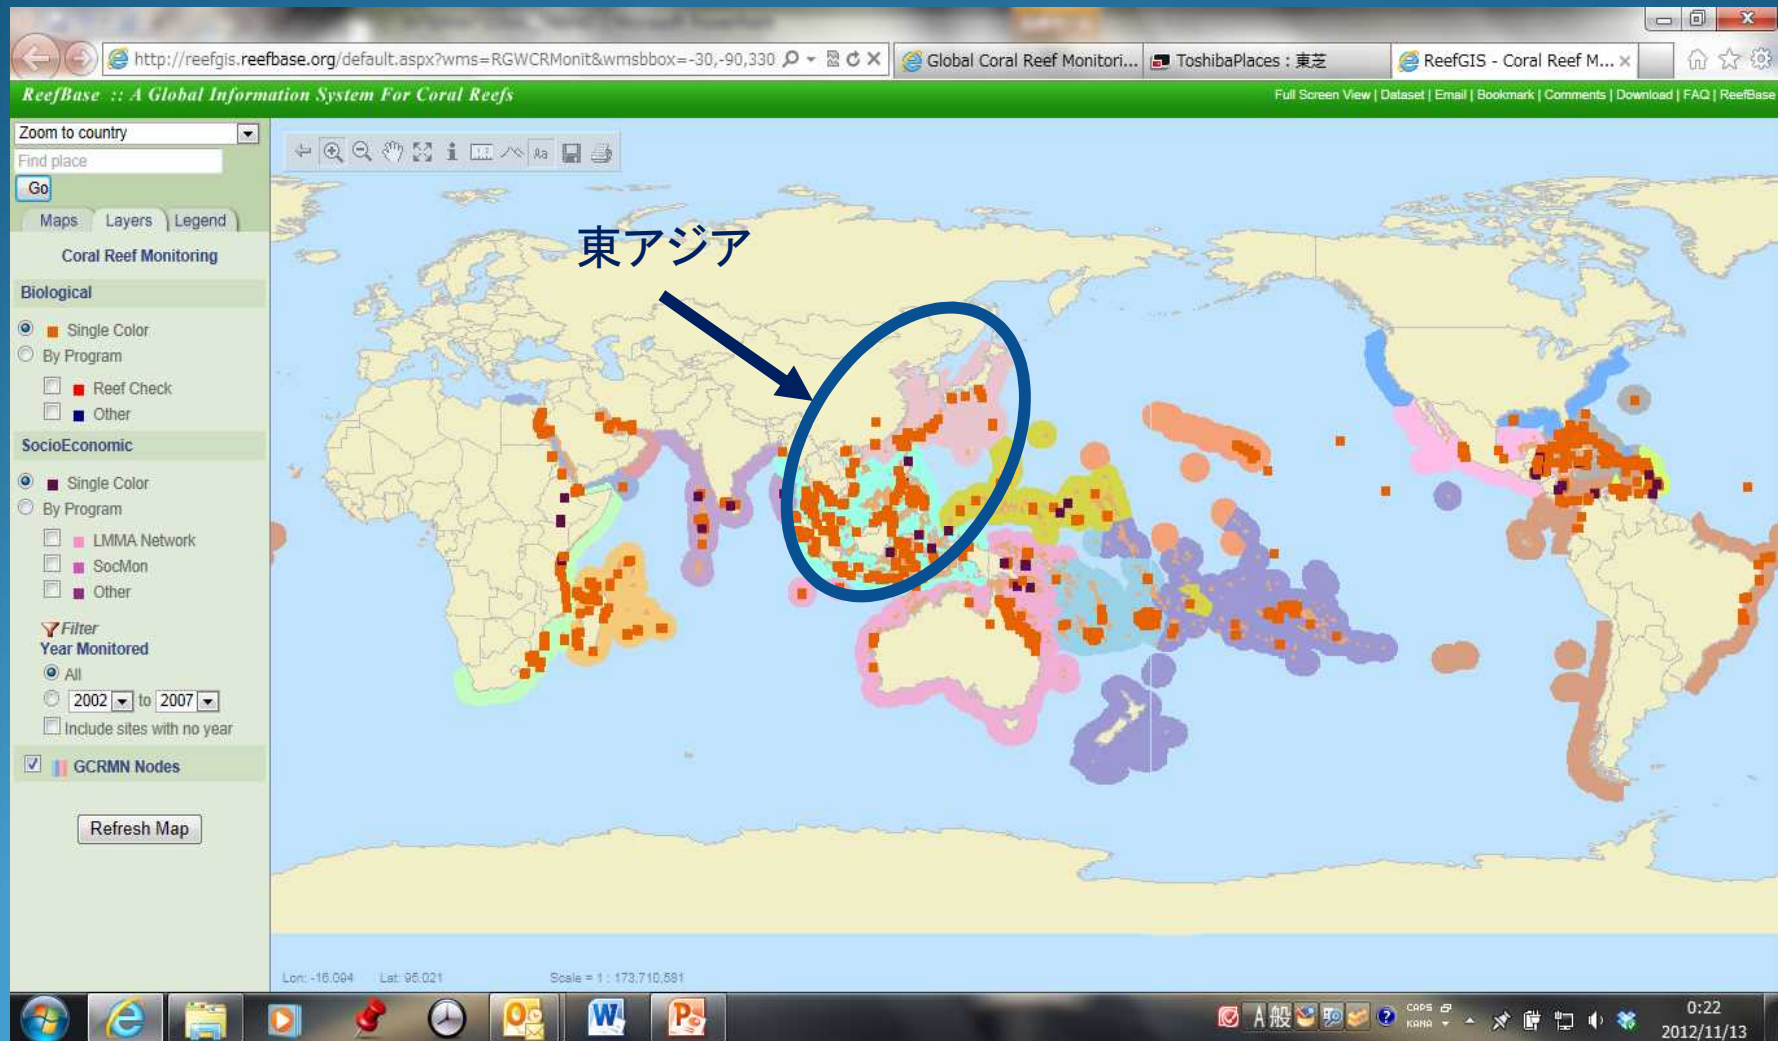 http://reefgis.reefbase.org/default.aspx?wms=RGWCRMonit&wmsbbox=-30,-90,330
Global Coral Reef Monitori...
ToshibaPlaces : 東芝
ReefGIS - Coral Reef M...
ReefBase :: A Global Information System For Coral Reefs
Full Screen View | Dataset | Email | Bookmark | Comments | Download | FAQ | ReefBase
Zoom to country
Find place
Go
Maps Layers Legend
Coral Reef Monitoring
Biological
Single Color
By Program
Reef Check
Other
SocioEconomic
Single Color
By Program
LMMA Network
SocMon
Other
Filter
Year Monitored
All
2002 to 2007
Include sites with no year
GCRMN Nodes
Refresh Map
東アジア
Lon: -16.094 Lat: 95.021 Scale = 1 : 173,710,591
A 般
CAPS
KANA
0:22
2012/11/13